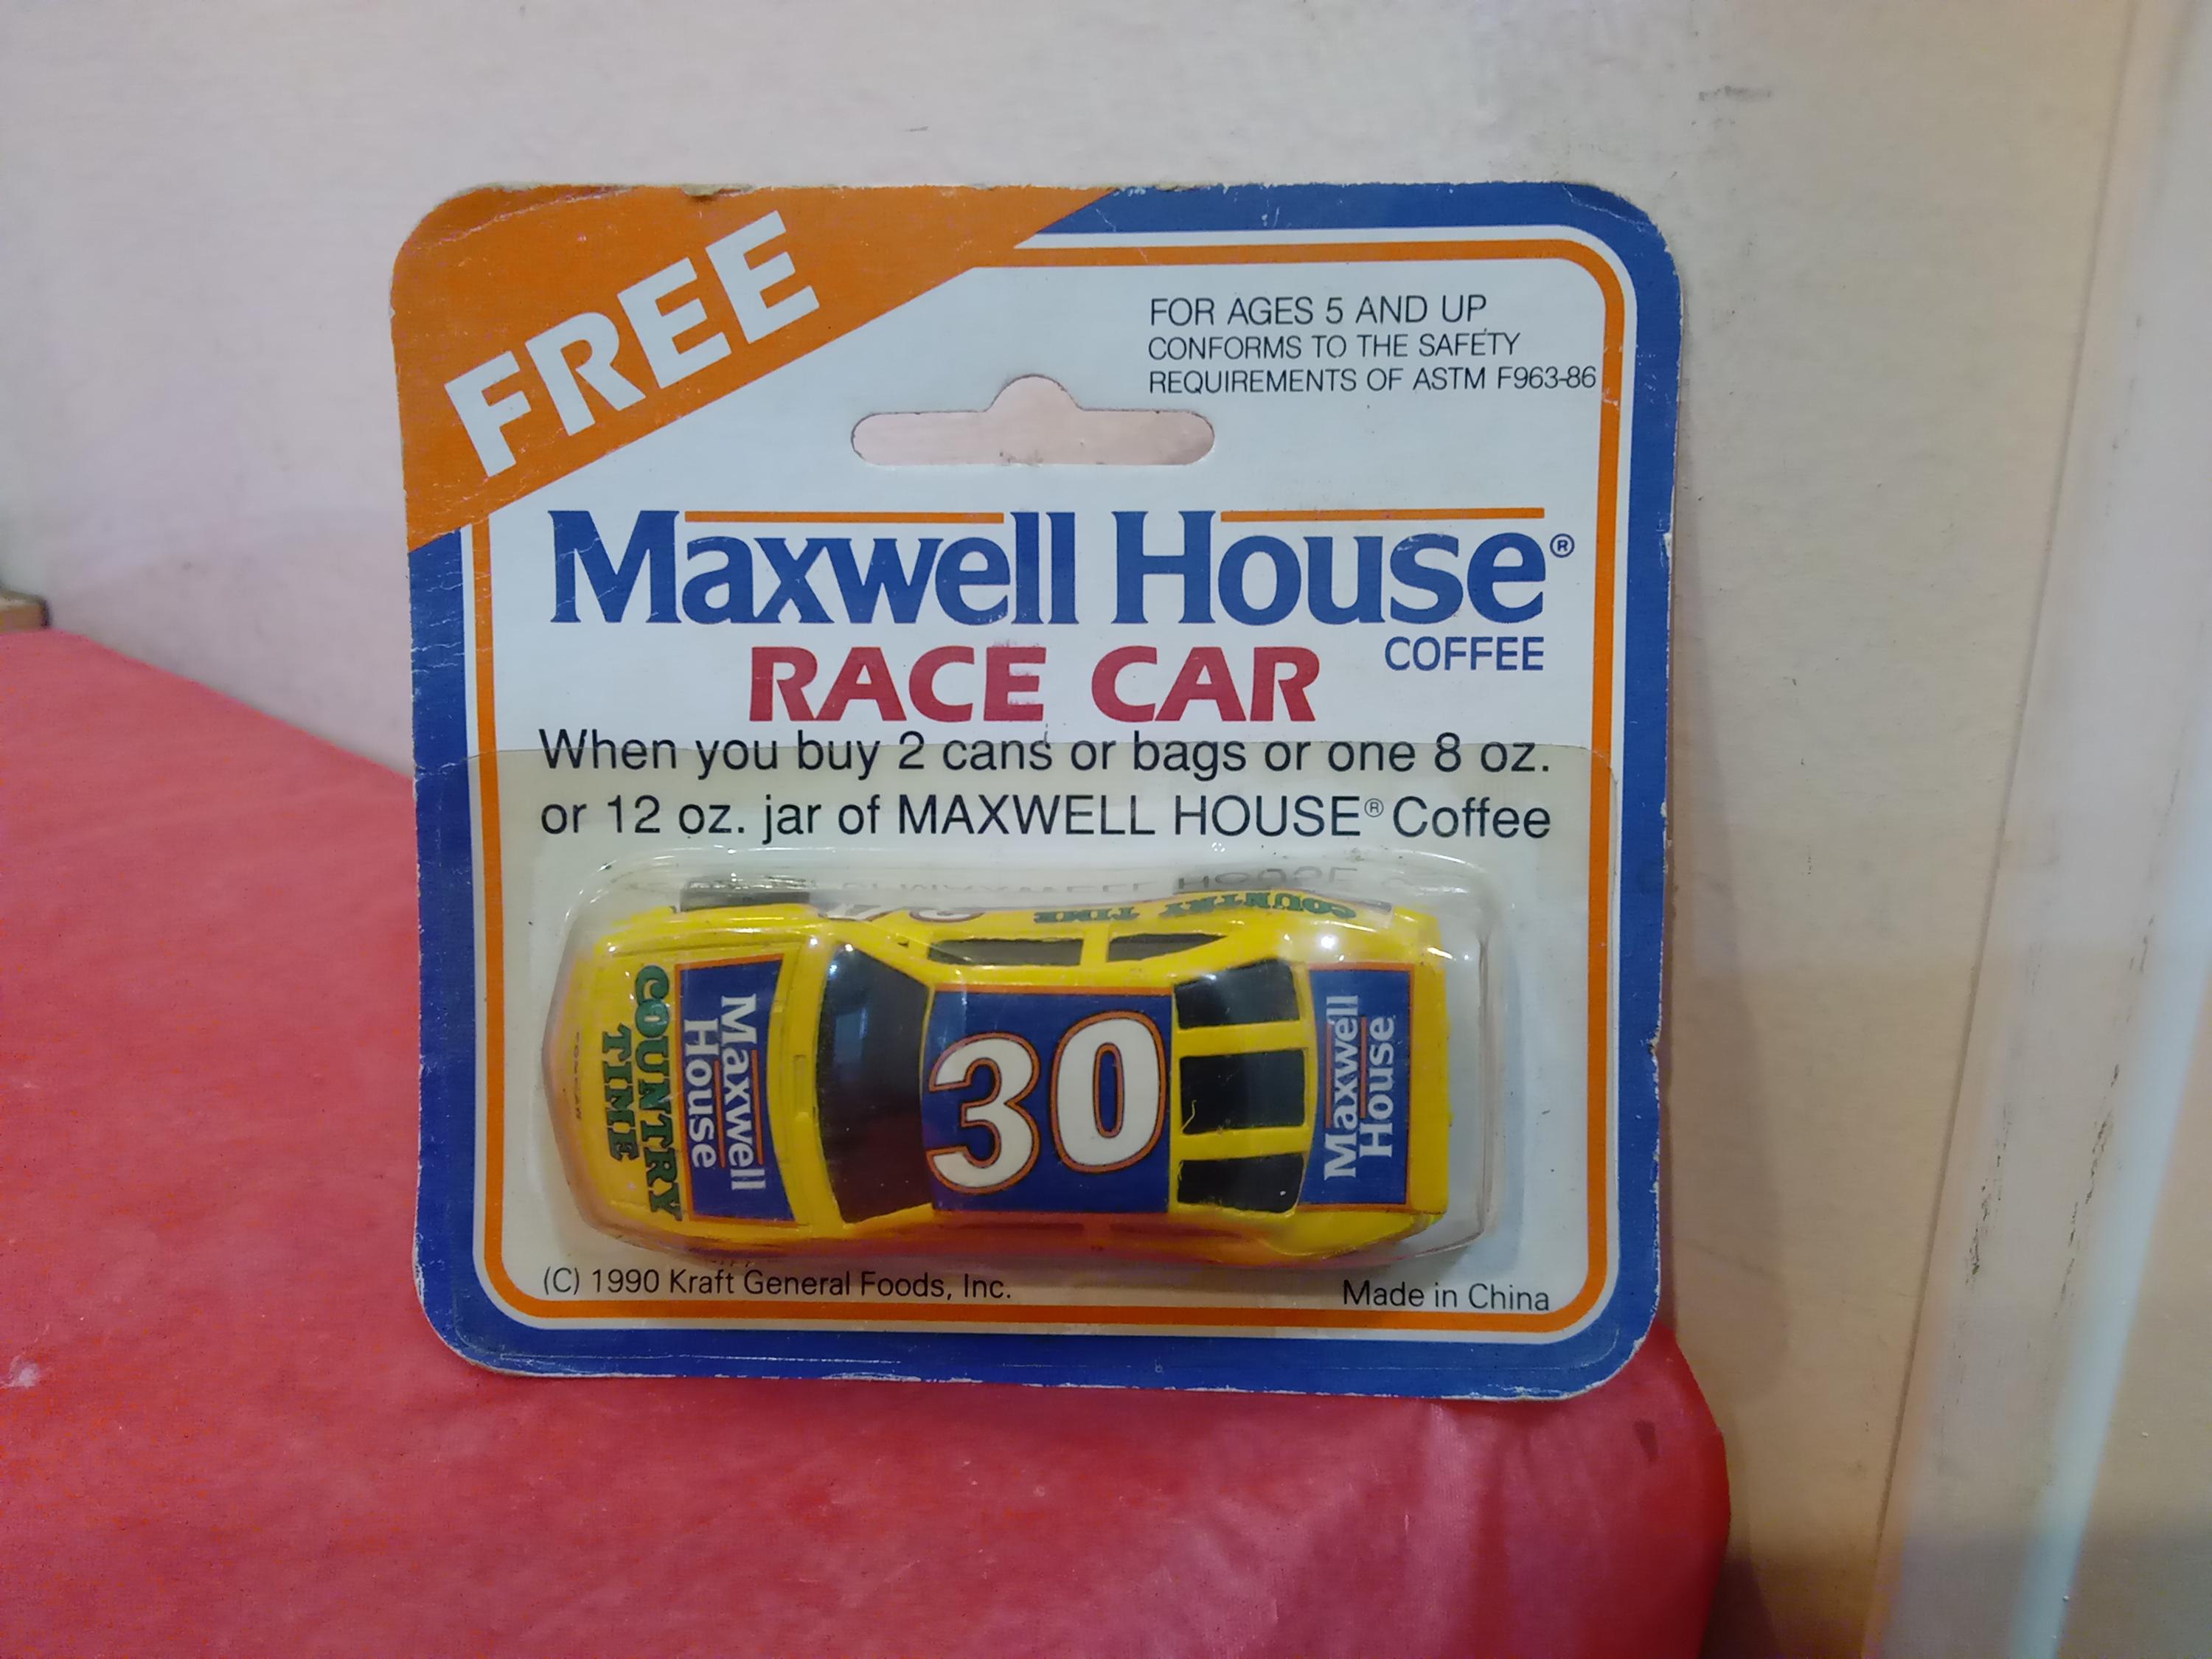 FREE
FOR AGES 5 AND UP
CONFORMS TO THE SAFETY
REQUIREMENTS OF ASTM F963-86
Maxwell House®
COFFEE
RACE CAR
When you buy 2 cans or bags or one 8 oz.
or 12 oz. jar of MAXWELL HOUSE® Coffee
COUNTRY TIME
COUNTRY
TIME
Maxwell
House
30
Maxwell
House
(C) 1990 Kraft General Foods, Inc.
Made in China